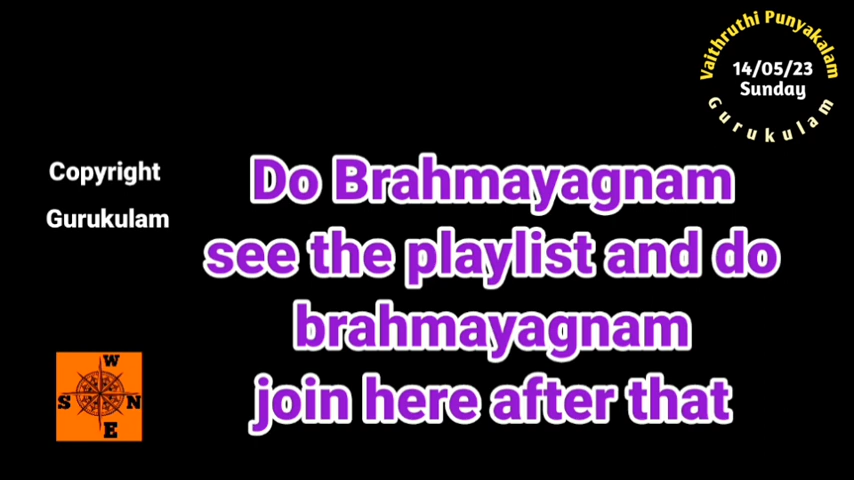 Vaithruthi Punyakalam
14/05/23
Sunday
Gurukulam
Copyright
Gurukulam
Do Brahmayagnam
see the playlist and do
brahmayagnam
join here after that
W
S N
E